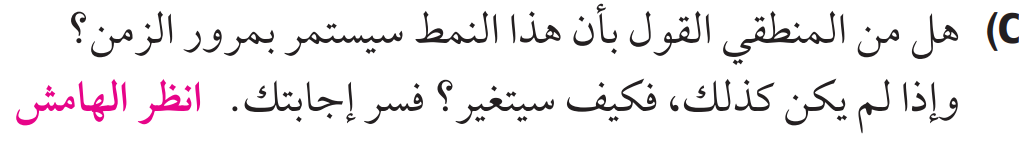 C) هل من المنطقي القول بأن هذا النمط سيستمر بمرور الزمن؟
وإذا لم يكن كذلك، فكيف سيتغير؟ فسر إجابتك. انظر الهامش